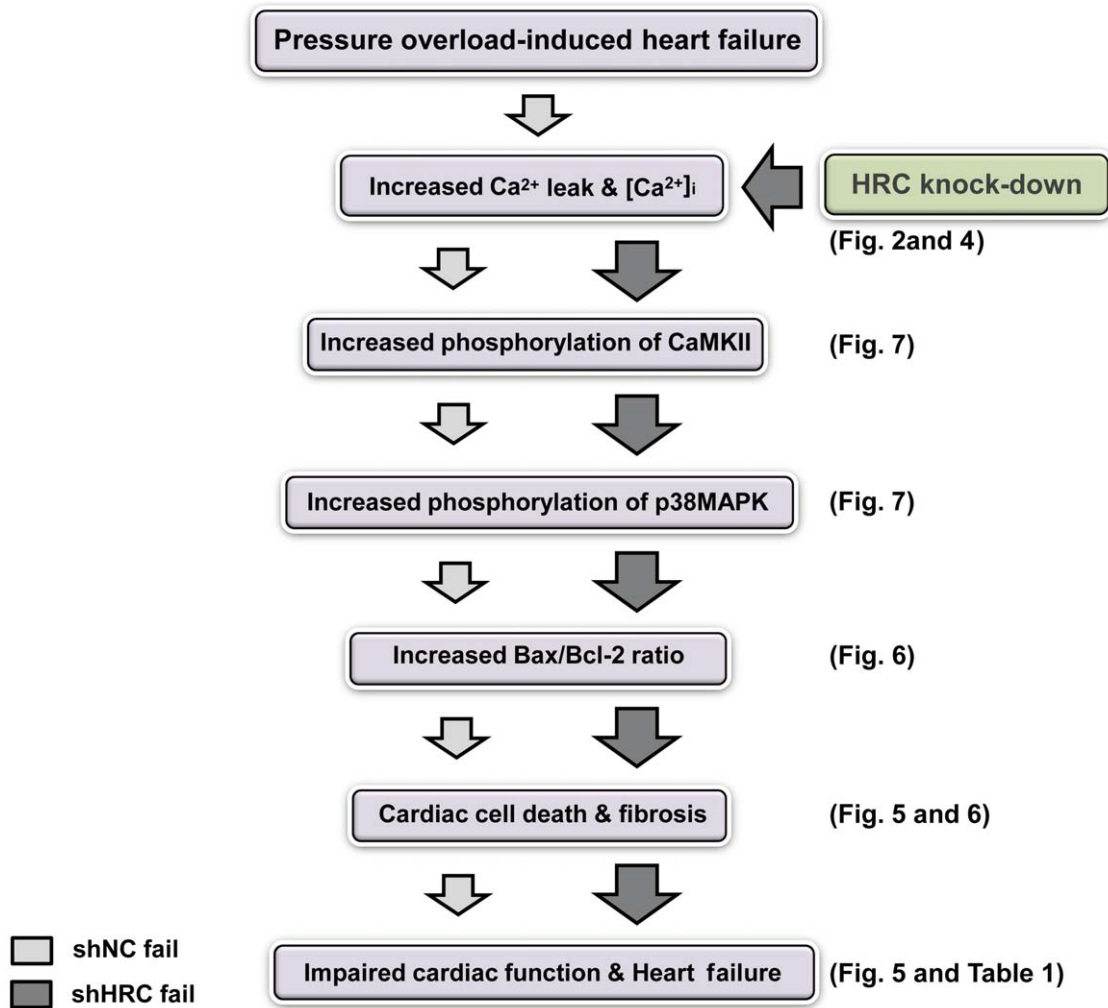 Pressure overload-induced heart failure
Increased Ca²⁺ leak & [Ca²⁺]i
HRC knock-down
(Fig. 2and 4)
Increased phosphorylation of CaMKII
(Fig. 7)
Increased phosphorylation of p38MAPK
(Fig. 7)
Increased Bax/Bcl-2 ratio
(Fig. 6)
Cardiac cell death & fibrosis
(Fig. 5 and 6)
Impaired cardiac function & Heart failure
(Fig. 5 and Table 1)
shNC fail
shHRC fail